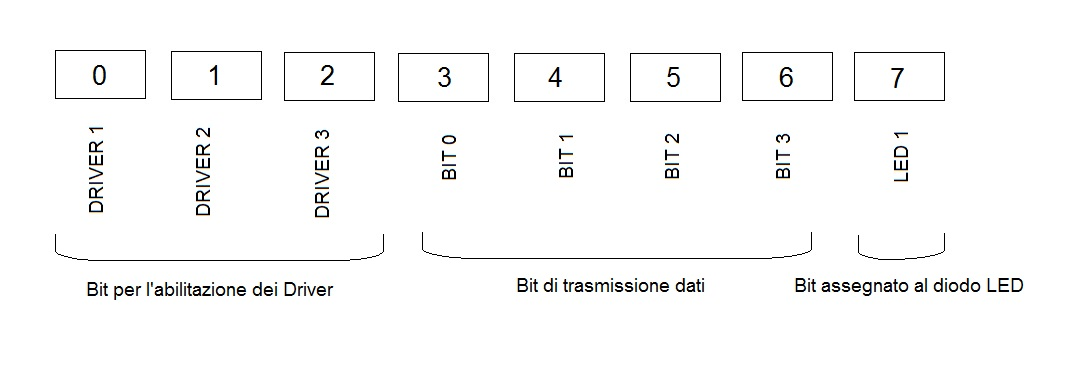 0 1 2 3 4 5 6 7
DRIVER 1 DRIVER 2 DRIVER 3 BIT 0 BIT 1 BIT 2 BIT 3 LED 1
Bit per l'abilitazione dei Driver Bit di trasmissione dati Bit assegnato al diodo LED